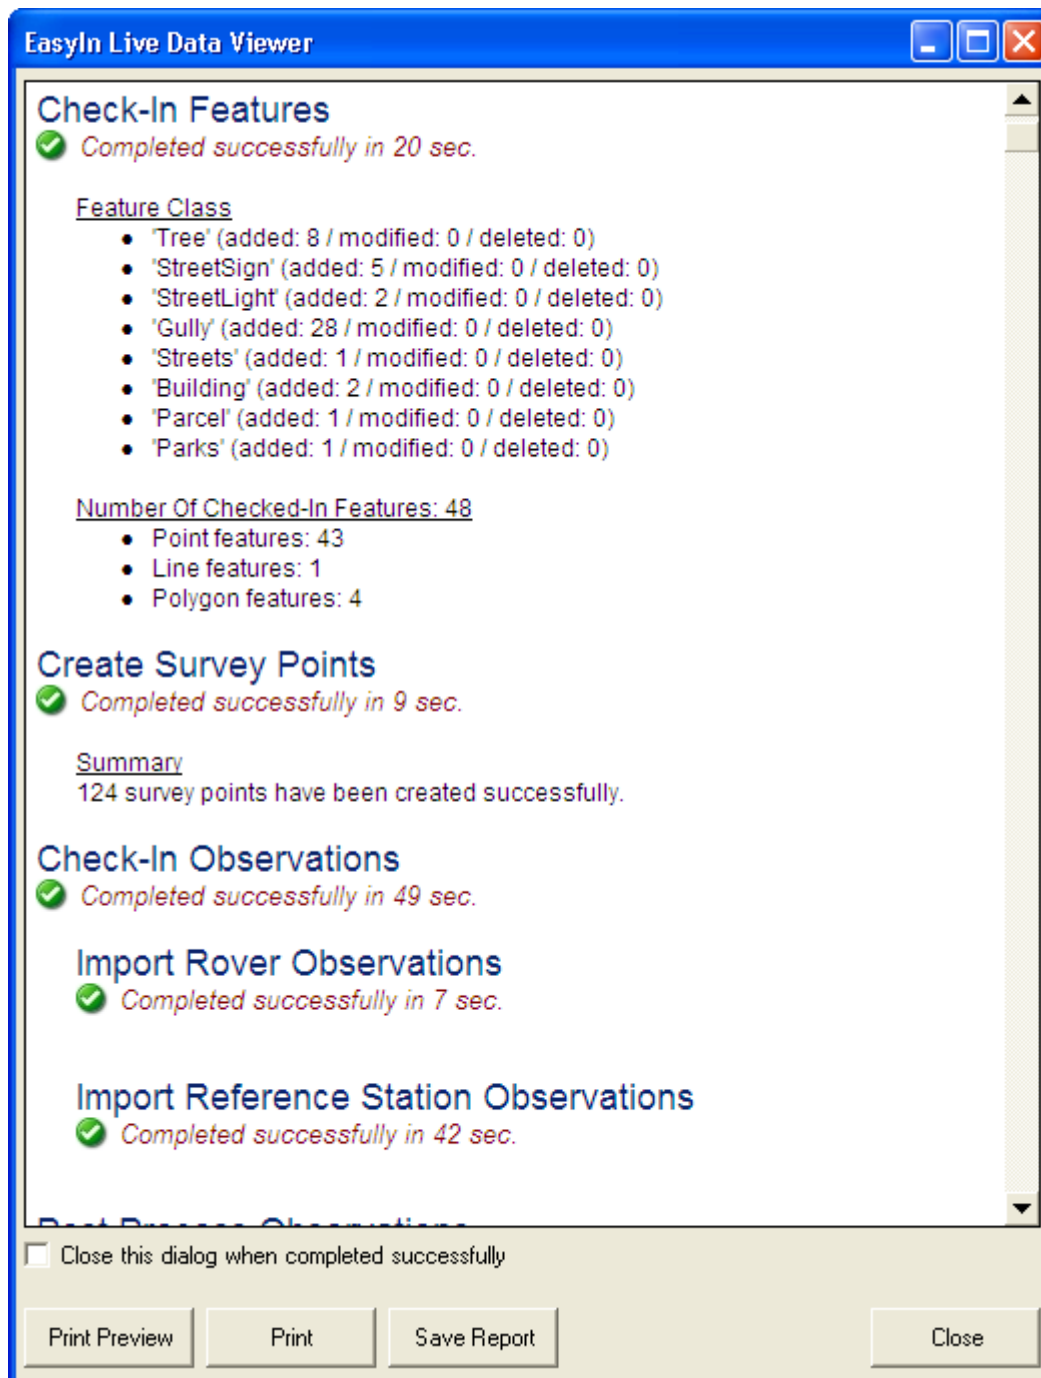 EasyIn Live Data Viewer
Check-In Features
Completed successfully in 20 sec.
Feature Class
• 'Tree' (added: 8 / modified: 0 / deleted: 0)
• 'StreetSign' (added: 5 / modified: 0 / deleted: 0)
• 'StreetLight' (added: 2 / modified: 0 / deleted: 0)
• 'Gully' (added: 28 / modified: 0 / deleted: 0)
• 'Streets' (added: 1 / modified: 0 / deleted: 0)
• 'Building' (added: 2 / modified: 0 / deleted: 0)
• 'Parcel' (added: 1 / modified: 0 / deleted: 0)
• 'Parks' (added: 1 / modified: 0 / deleted: 0)
Number Of Checked-In Features: 48
• Point features: 43
• Line features: 1
• Polygon features: 4
Create Survey Points
Completed successfully in 9 sec.
Summary
124 survey points have been created successfully.
Check-In Observations
Completed successfully in 49 sec.
Import Rover Observations
Completed successfully in 7 sec.
Import Reference Station Observations
Completed successfully in 42 sec.
Post Process Observations
Close this dialog when completed successfully
Print Preview
Print
Save Report
Close